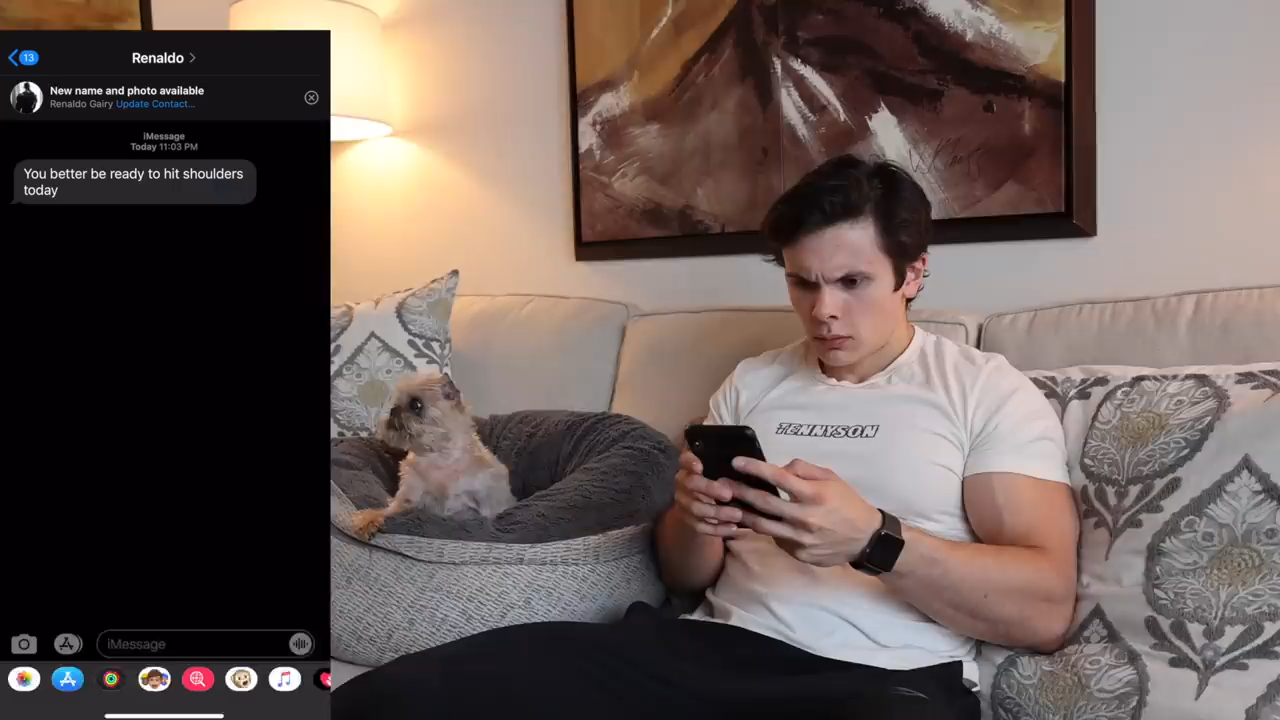 13
Renaldo
New name and photo available
Renaldo Gairy Update Contact...
iMessage
Today 11:03 PM
You better be ready to hit shoulders
today
iMessage
TENNYSON